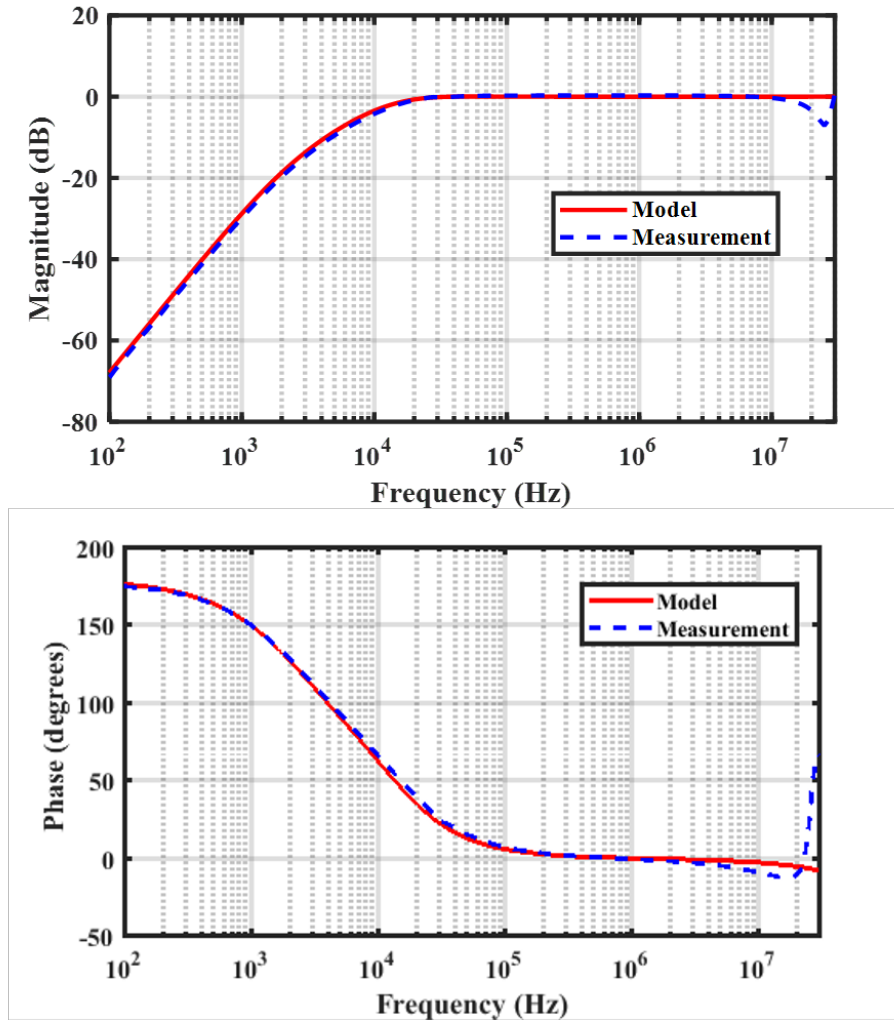 20
0
-20
-40
-60
-80
Magnitude (dB)
Model
Measurement
10^2 10^3 10^4 10^5 10^6 10^7
Frequency (Hz)
200
150
100
50
0
-50
Phase (degrees)
Model
Measurement
10^2 10^3 10^4 10^5 10^6 10^7
Frequency (Hz)